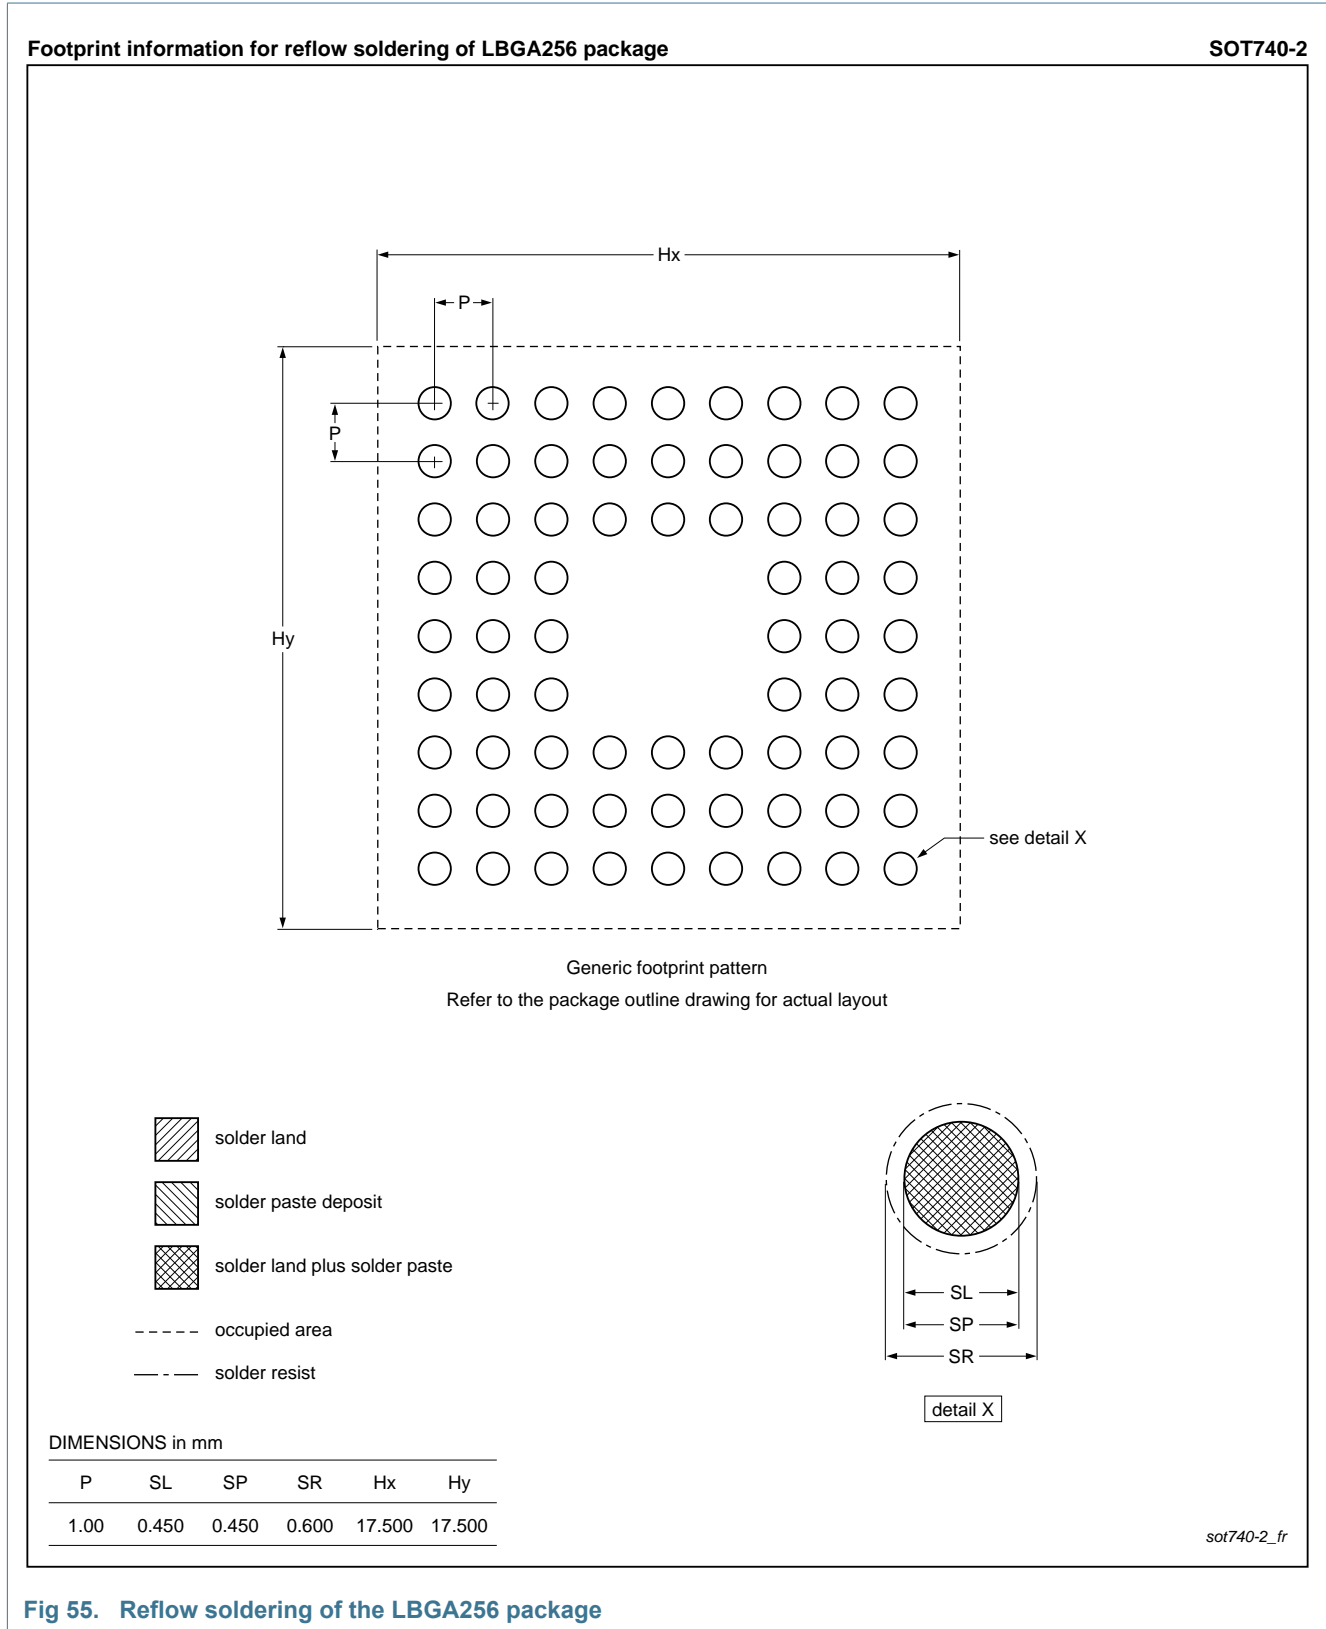 Footprint information for reflow soldering of LBGA256 package SOT740-2
Hx
P
P
Hy
see detail X
Generic footprint pattern
Refer to the package outline drawing for actual layout
solder land
solder paste deposit
solder land plus solder paste
occupied area
solder resist
SL
SP
SR
detail X
DIMENSIONS in mm
P SL SP SR Hx Hy
1.00 0.450 0.450 0.600 17.500 17.500
sot740-2_fr
Fig 55. Reflow soldering of the LBGA256 package